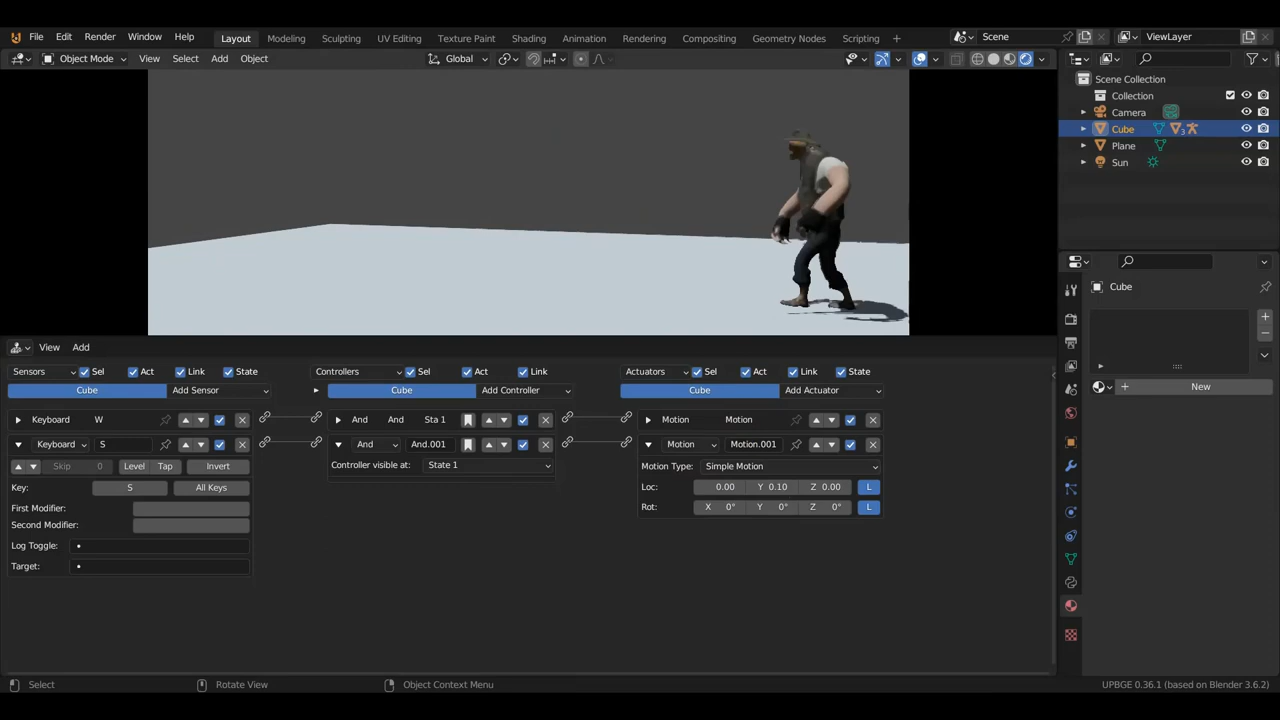 File Edit Render Window Help Layout Modeling Sculpting UV Editing Texture Paint Shading Animation Rendering Compositing Geometry Nodes Scripting + Scene ViewLayer
Object Mode View Select Add Object Global
Scene Collection
Collection
Camera
Cube 3
Plane
Sun
Cube
+ New
View Add
Sensors Sel Act Link State Controllers Sel Act Link Actuators Sel Act Link State
Cube Add Sensor Cube Add Controller Cube Add Actuator
Keyboard W And And Sta 1 Motion Motion
Keyboard S And And.001 Motion Motion.001
Skip 0 Level Tap Invert Controller visible at: State 1 Motion Type: Simple Motion
Key: S All Keys Loc: 0.00 Y 0.10 Z 0.00 L
First Modifier: Rot: X 0° Y 0° Z 0° L
Second Modifier:
Log Toggle:
Target:
Select Rotate View Object Context Menu UPBGE 0.36.1 (based on Blender 3.6.2)